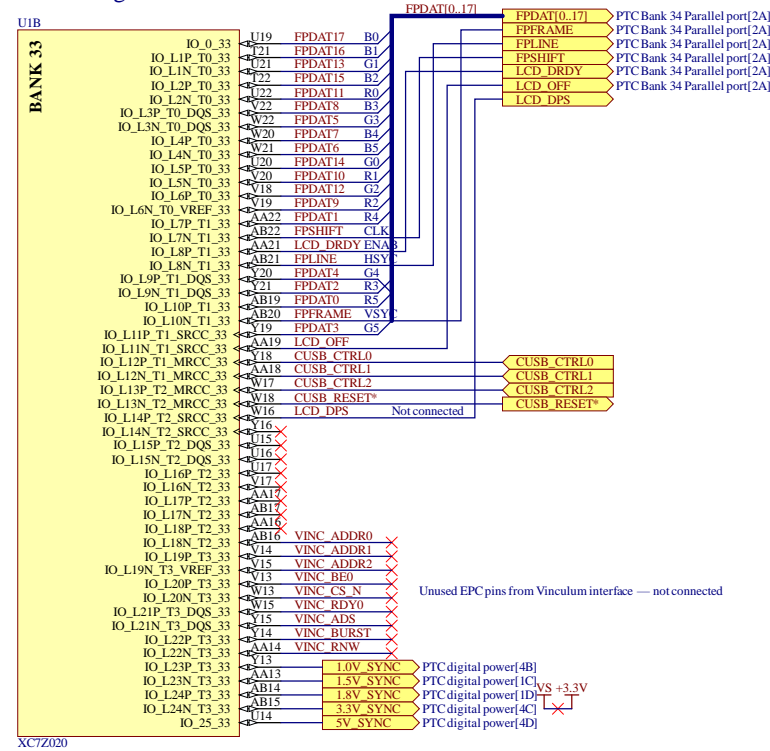 U1B
BANK 33
FPDAT[0..17]
FPDAT[0..17] PTC Bank 34 Parallel port[2A]
FPFRAME PTC Bank 34 Parallel port[2A]
FPLINE PTC Bank 34 Parallel port[2A]
FPSHIFT PTC Bank 34 Parallel port[2A]
LCD_DRDY PTC Bank 34 Parallel port[2A]
LCD_OFF PTC Bank 34 Parallel port[2A]
LCD_DPS
IO_0_33 U19 FPDAT17 B0
IO_L1P_T0_33 T21 FPDAT16 B1
IO_L1N_T0_33 U21 FPDAT13 G1
IO_L2P_T0_33 T22 FPDAT15 B2
IO_L2N_T0_33 U22 FPDAT11 R0
IO_L3P_T0_DQS_33 V22 FPDAT8 B3
IO_L3N_T0_DQS_33 W22 FPDAT5 G3
IO_L4P_T0_33 W20 FPDAT7 B4
IO_L4N_T0_33 W21 FPDAT6 B5
IO_L5P_T0_33 U20 FPDAT14 G0
IO_L5N_T0_33 V20 FPDAT10 R1
IO_L6P_T0_33 V18 FPDAT12 G2
IO_L6N_T0_VREF_33 V19 FPDAT9 R2
IO_L7P_T1_33 AA22 FPDAT1 R4
IO_L7N_T1_33 AB22 FPSHIFT CLK
IO_L8P_T1_33 AA21 LCD_DRDY ENAB
IO_L8N_T1_33 AB21 FPLINE HSYC
IO_L9P_T1_DQS_33 Y20 FPDAT4 G4
IO_L9N_T1_DQS_33 Y21 FPDAT2 R3
IO_L10P_T1_33 AB19 FPDAT0 R5
IO_L10N_T1_33 AB20 FPFRAME VSYC
IO_L11P_T1_SRCC_33 Y19 FPDAT3 G5
IO_L11N_T1_SRCC_33 AA19 LCD_OFF
IO_L12P_T1_MRCC_33 Y18 CUSB_CTRL0 CUSB_CTRL0
IO_L12N_T1_MRCC_33 AA18 CUSB_CTRL1 CUSB_CTRL1
IO_L13P_T2_MRCC_33 W17 CUSB_CTRL2 CUSB_CTRL2
IO_L13N_T2_MRCC_33 W18 CUSB_RESET* CUSB_RESET*
IO_L14P_T2_SRCC_33 W16 LCD_DPS Not connected
IO_L14N_T2_SRCC_33 Y16
IO_L15P_T2_DQS_33 U15
IO_L15N_T2_DQS_33 U16
IO_L16P_T2_33 U17
IO_L16N_T2_33 V17
IO_L17P_T2_33 AA17
IO_L17N_T2_33 AB17
IO_L18P_T2_33 AA16
IO_L18N_T2_33 AB16 VINC_ADDR0
IO_L19P_T3_33 V14 VINC_ADDR1
IO_L19N_T3_VREF_33 V15 VINC_ADDR2
IO_L20P_T3_33 V13 VINC_BE0
IO_L20N_T3_33 W13 VINC_CS_N Unused EPC pins from Vinculum interface — not connected
IO_L21P_T3_DQS_33 W15 VINC_RDY0
IO_L21N_T3_DQS_33 Y15 VINC_ADS
IO_L22P_T3_33 Y14 VINC_BURST
IO_L22N_T3_33 AA14 VINC_RNW
IO_L23P_T3_33 Y13 1.0V_SYNC PTC digital power[4B]
IO_L23N_T3_33 AA13 1.5V_SYNC PTC digital power[1C]
IO_L24P_T3_33 AB14 1.8V_SYNC PTC digital power[1D] VS +3.3V
IO_L24N_T3_33 AB15 3.3V_SYNC PTC digital power[4C]
IO_25_33 U14 5V_SYNC PTC digital power[4D]
XC7Z020